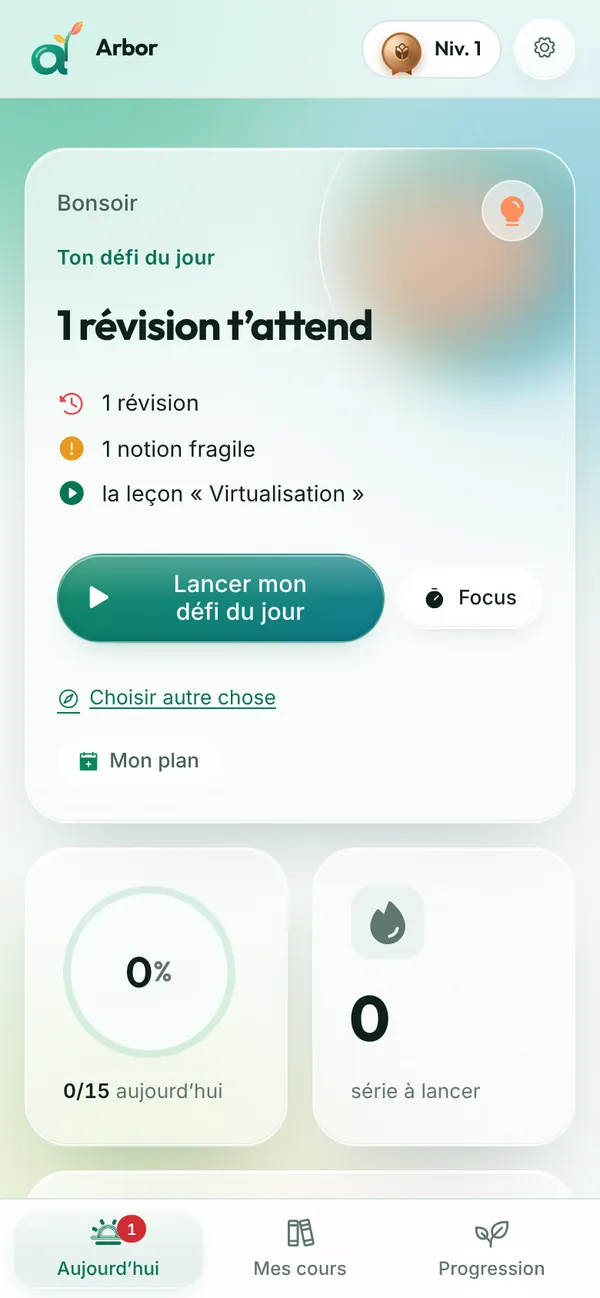 Arbor
Niv. 1
Bonsoir
Ton défi du jour
1 révision t’attend
1 révision
1 notion fragile
la leçon « Virtualisation »
Lancer mon
défi du jour
Focus
Choisir autre chose
Mon plan
0%
0/15 aujourd’hui
0
série à lancer
1
Aujourd’hui
Mes cours
Progression